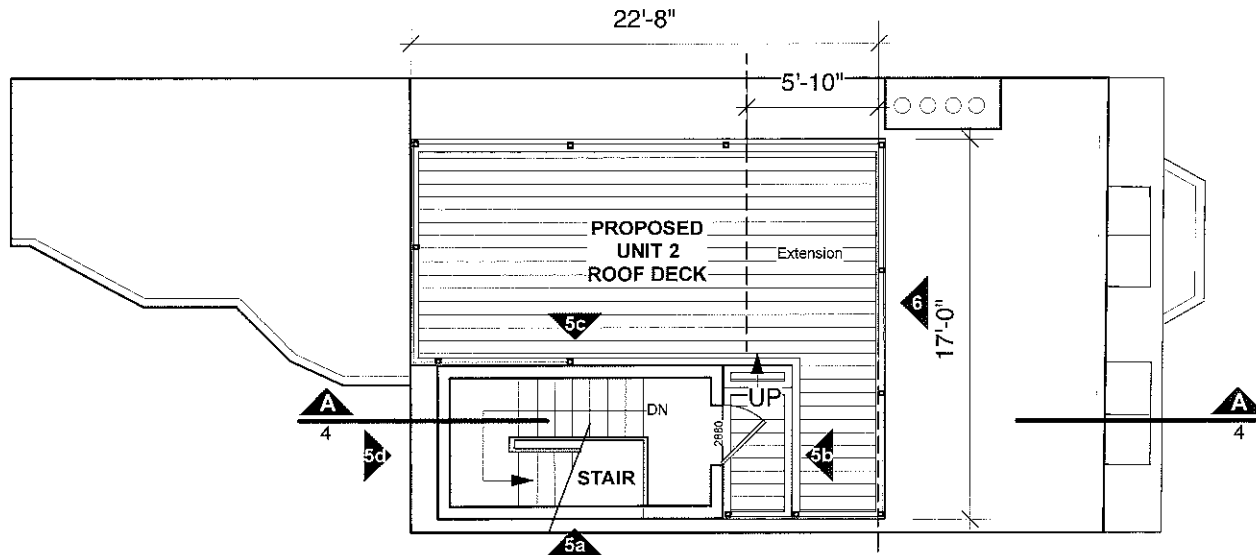 22'-8"
5'-10"
PROPOSED
UNIT 2
ROOF DECK
Extension
6
17'-0"
5c
UP
DN
2880
A
4
A
4
5d
5b
STAIR
5a